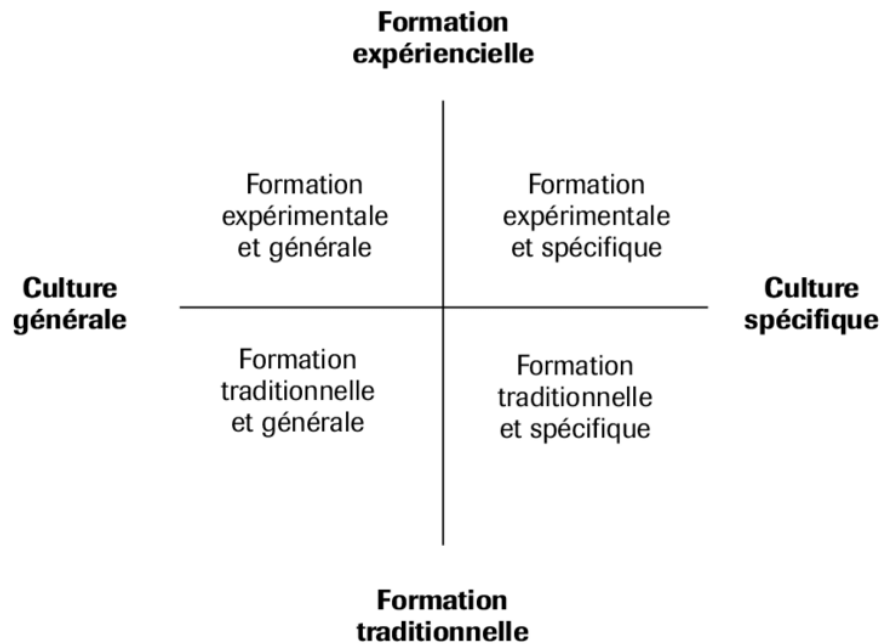 Formation
expériencielle
Formation
expérimentale
et générale
Formation
expérimentale
et spécifique
Culture
générale
Culture
spécifique
Formation
traditionnelle
et générale
Formation
traditionnelle
et spécifique
Formation
traditionnelle